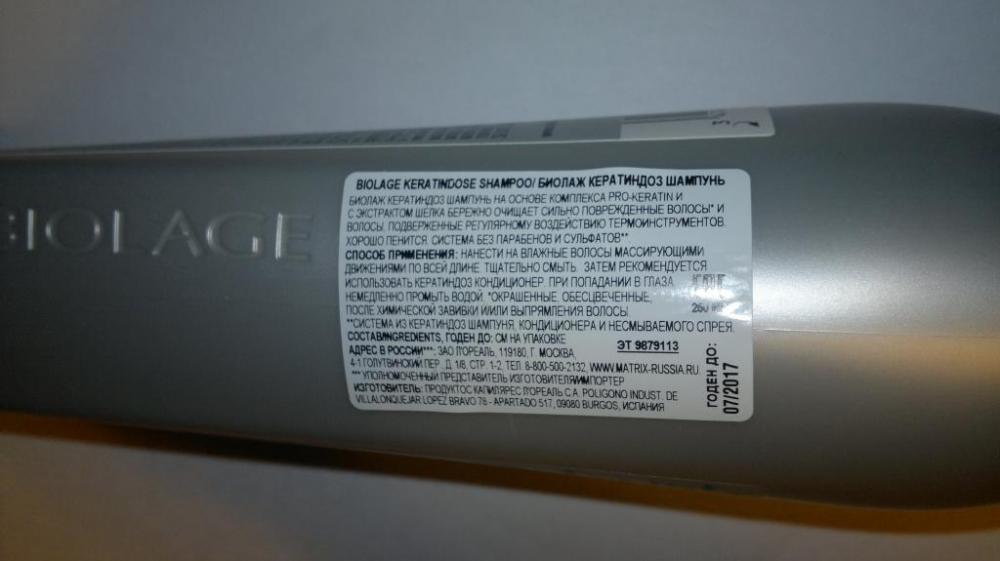 BIOLAGE
BIOLAGE KERATINDOSE SHAMPOO/ БИОЛАЖ КЕРАТИНДОЗ ШАМПУНЬ
БИОЛАЖ КЕРАТИНДОЗ ШАМПУНЬ НА ОСНОВЕ КОМПЛЕКСА PRO-KERATIN И
С ЭКСТРАКТОМ ШЕЛКА БЕРЕЖНО ОЧИЩАЕТ СИЛЬНО ПОВРЕЖДЕННЫЕ ВОЛОСЫ* И
ВОЛОСЫ, ПОДВЕРЖЕННЫЕ РЕГУЛЯРНОМУ ВОЗДЕЙСТВИЮ ТЕРМОИНСТРУМЕНТОВ.
ХОРОШО ПЕНИТСЯ. СИСТЕМА БЕЗ ПАРАБЕНОВ И СУЛЬФАТОВ**.
СПОСОБ ПРИМЕНЕНИЯ: НАНЕСТИ НА ВЛАЖНЫЕ ВОЛОСЫ МАССИРУЮЩИМИ
ДВИЖЕНИЯМИ ПО ВСЕЙ ДЛИНЕ. ТЩАТЕЛЬНО СМЫТЬ. ЗАТЕМ РЕКОМЕНДУЕТСЯ
ИСПОЛЬЗОВАТЬ КЕРАТИНДОЗ КОНДИЦИОНЕР. ПРИ ПОПАДАНИИ В ГЛАЗА
НЕМЕДЛЕННО ПРОМЫТЬ ВОДОЙ. *ОКРАШЕННЫЕ, ОБЕСЦВЕЧЕННЫЕ,
ПОСЛЕ ХИМИЧЕСКОЙ ЗАВИВКИ И/ИЛИ ВЫПРЯМЛЕНИЯ ВОЛОСЫ.
EAC
250 мл
**СИСТЕМА ИЗ КЕРАТИНДОЗ ШАМПУНЯ, КОНДИЦИОНЕРА И НЕСМЫВАЕМОГО СПРЕЯ.
СОСТАВ/INGREDIENTS, ГОДЕН ДО: СМ НА УПАКОВКЕ
ЭТ 9879113
АДРЕС В РОССИИ***: ЗАО Л'ОРЕАЛЬ, 119180, Г. МОСКВА,
4-1 ГОЛУТВИНСКИЙ ПЕР., Д. 1/8, СТР. 1-2, ТЕЛ. 8-800-500-2132, WWW.MATRIX-RUSSIA.RU
*** УПОЛНОМОЧЕННЫЙ ПРЕДСТАВИТЕЛЬ ИЗГОТОВИТЕЛЯ/ИМПОРТЕР
ИЗГОТОВИТЕЛЬ: ПРОДУКТОС КАПИЛЯРЕС Л'ОРЕАЛЬ С.А. POLIGONO INDUST. DE
VILLALONQUEJAR LOPEZ BRAVO 78 - APARTADO 517, 09080 BURGOS, ИСПАНИЯ
ГОДЕН ДО:
07/2017